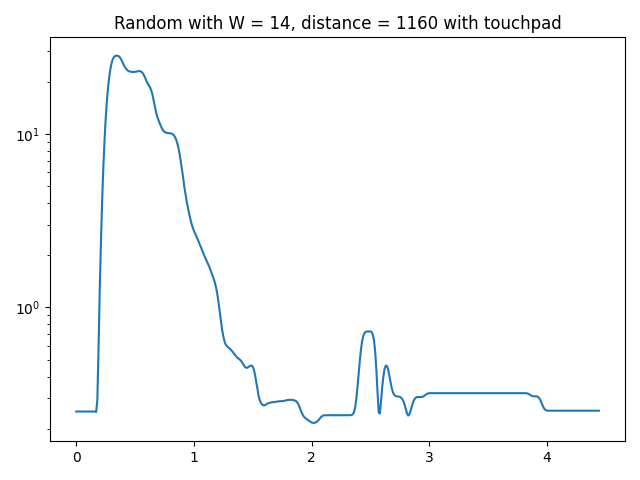 Random with W = 14, distance = 1160 with touchpad
10¹
10⁰
0 1 2 3 4